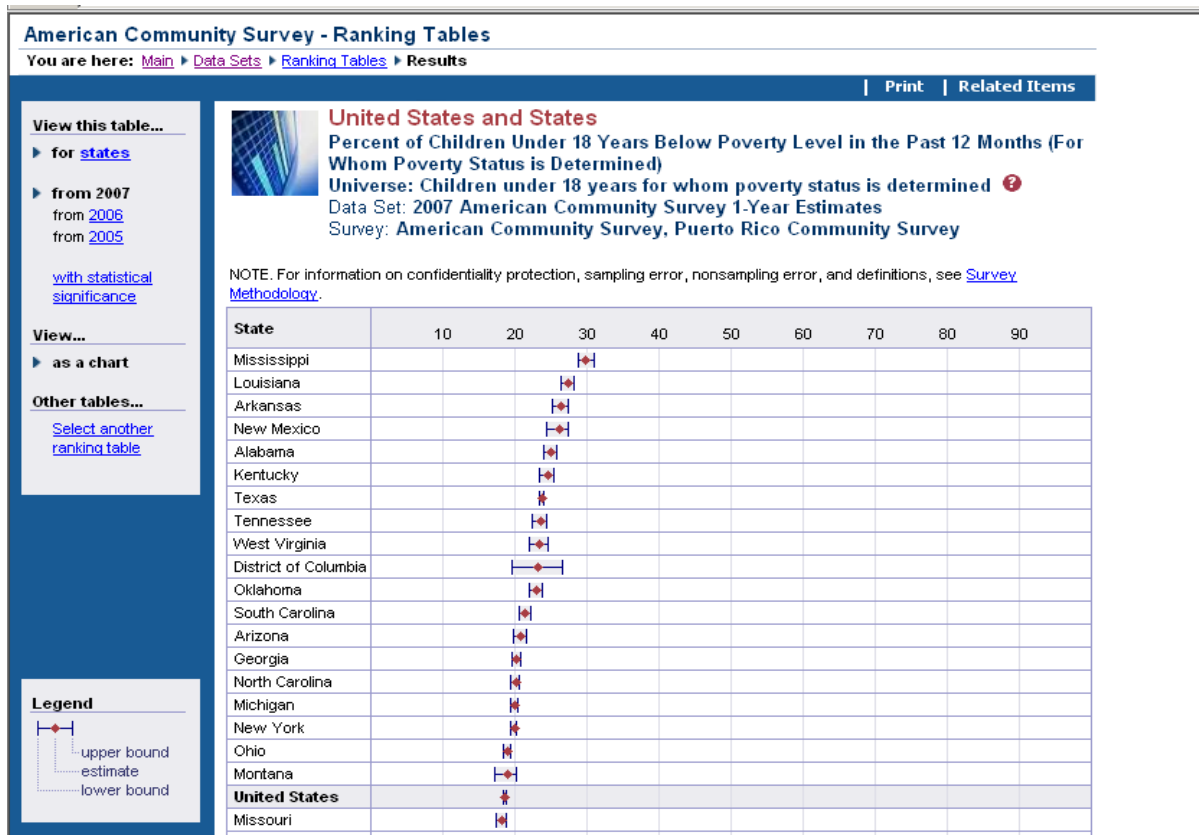 American Community Survey - Ranking Tables
You are here: Main ▶ Data Sets ▶ Ranking Tables ▶ Results
| Print | Related Items
View this table...
for states
from 2007
from 2006
from 2005
with statistical
significance
View...
as a chart
Other tables...
Select another
ranking table
Legend
upper bound
estimate
lower bound
United States and States
Percent of Children Under 18 Years Below Poverty Level in the Past 12 Months (For
Whom Poverty Status is Determined)
Universe: Children under 18 years for whom poverty status is determined ?
Data Set: 2007 American Community Survey 1-Year Estimates
Survey: American Community Survey, Puerto Rico Community Survey
NOTE. For information on confidentiality protection, sampling error, nonsampling error, and definitions, see Survey
Methodology.
State 10 20 30 40 50 60 70 80 90
Mississippi
Louisiana
Arkansas
New Mexico
Alabama
Kentucky
Texas
Tennessee
West Virginia
District of Columbia
Oklahoma
South Carolina
Arizona
Georgia
North Carolina
Michigan
New York
Ohio
Montana
United States
Missouri